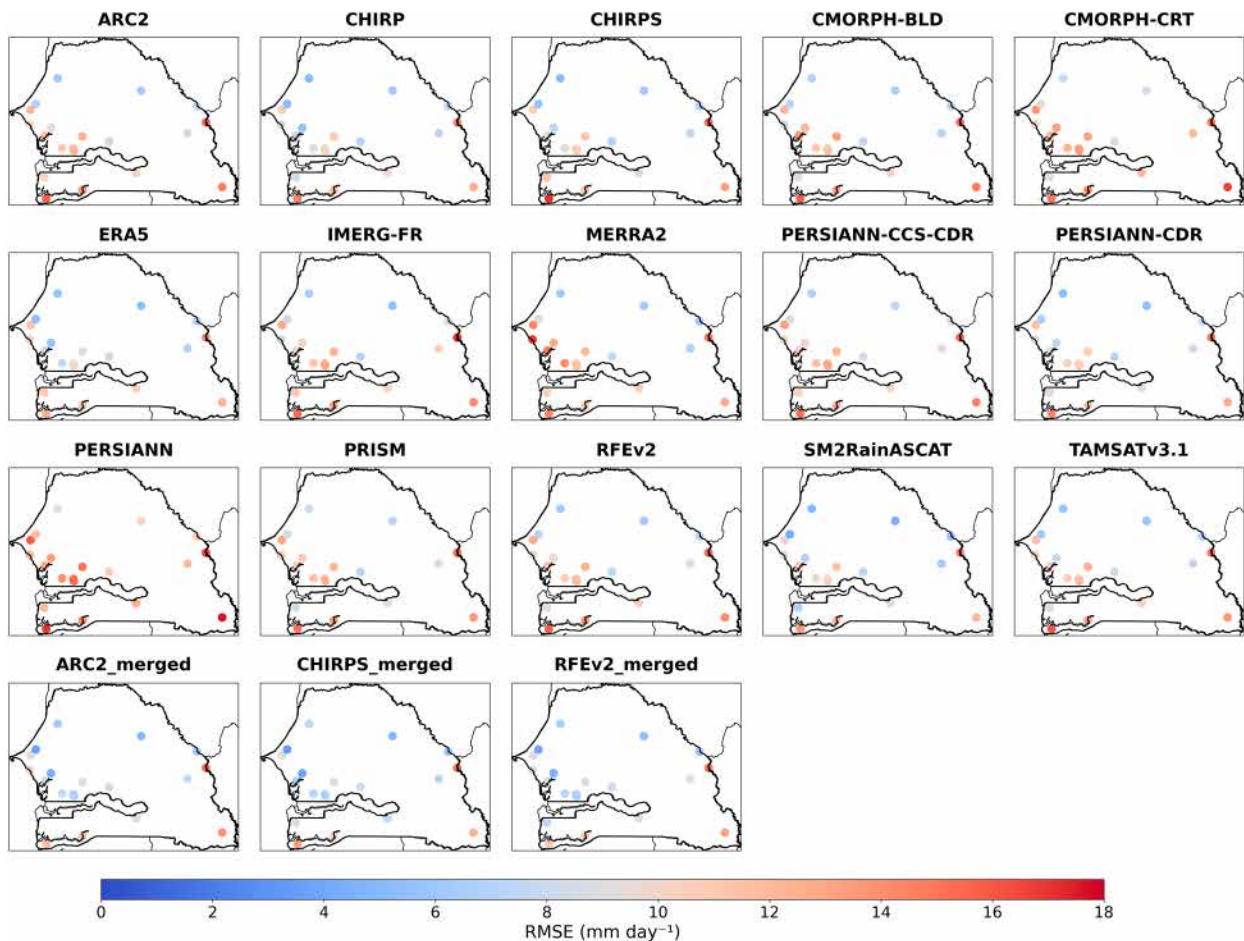 ARC2 CHIRP CHIRPS CMORPH-BLD CMORPH-CRT
ERA5 IMERG-FR MERRA2 PERSIANN-CCS-CDR PERSIANN-CDR
PERSIANN PRISM RFEv2 SM2RainASCAT TAMSATv3.1
ARC2_merged CHIRPS_merged RFEv2_merged
0 2 4 6 8 10 12 14 16 18
RMSE (mm day⁻¹)